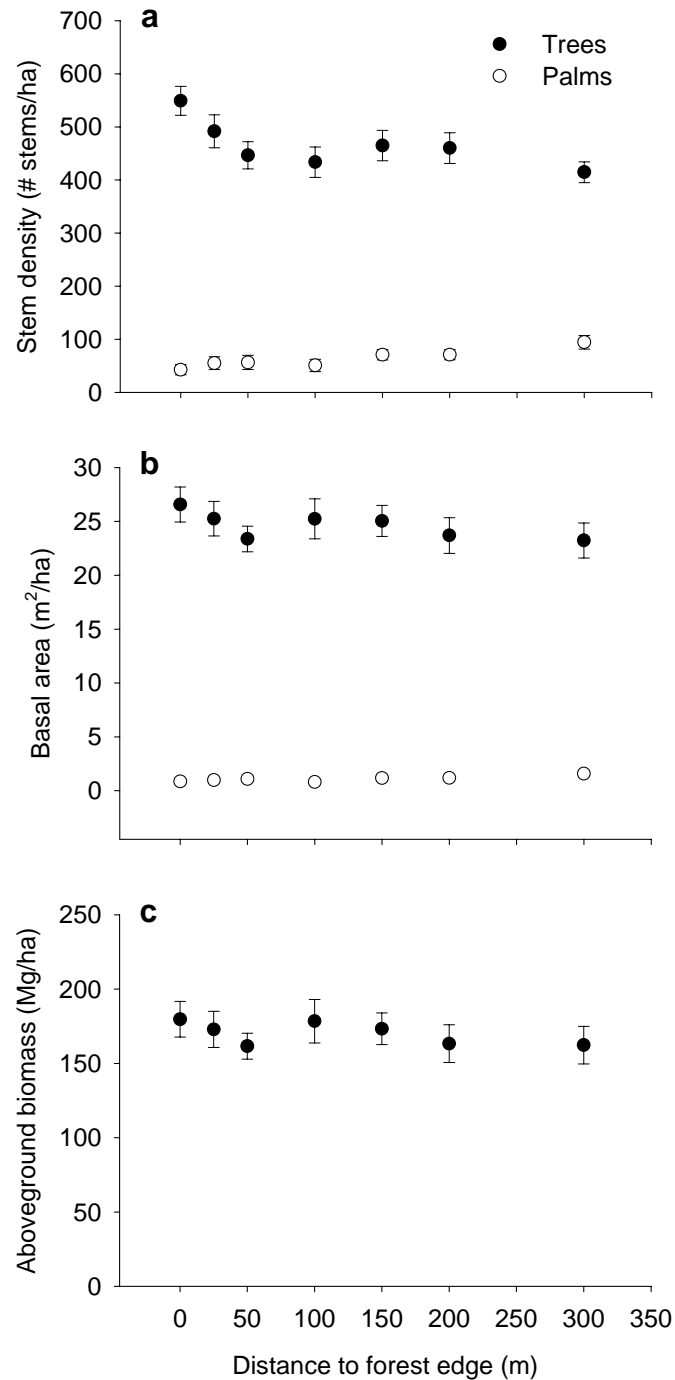 a
Trees
Palms
700
600
500
400
300
200
100
0
Stem density (# stems/ha)
b
30
25
20
15
10
5
0
Basal area (m²/ha)
c
250
200
150
100
50
0
Aboveground biomass (Mg/ha)
0 50 100 150 200 250 300 350
Distance to forest edge (m)